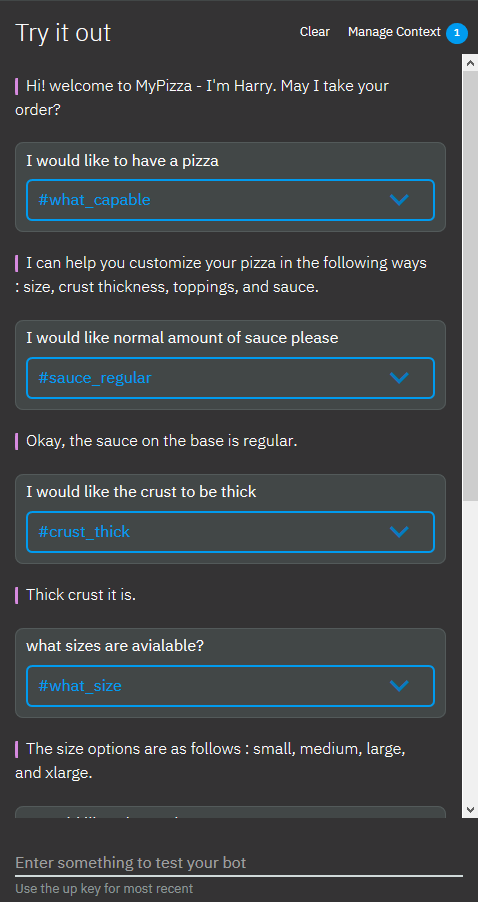 Try it out
Clear
Manage Context
1
Hi! welcome to MyPizza - I'm Harry. May I take your
order?
I would like to have a pizza
#what_capable
I can help you customize your pizza in the following ways
: size, crust thickness, toppings, and sauce.
I would like normal amount of sauce please
#sauce_regular
Okay, the sauce on the base is regular.
I would like the crust to be thick
#crust_thick
Thick crust it is.
what sizes are avialable?
#what_size
The size options are as follows : small, medium, large,
and xlarge.
Enter something to test your bot
Use the up key for most recent